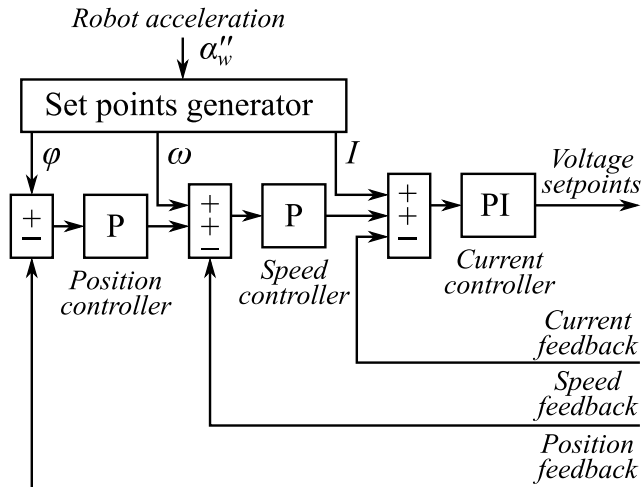 Robot acceleration
α″w
Set points generator
φ
ω
I
Voltage
setpoints
+
−
P
+
+
−
P
+
+
−
PI
Position
controller
Speed
controller
Current
controller
Current
feedback
Speed
feedback
Position
feedback